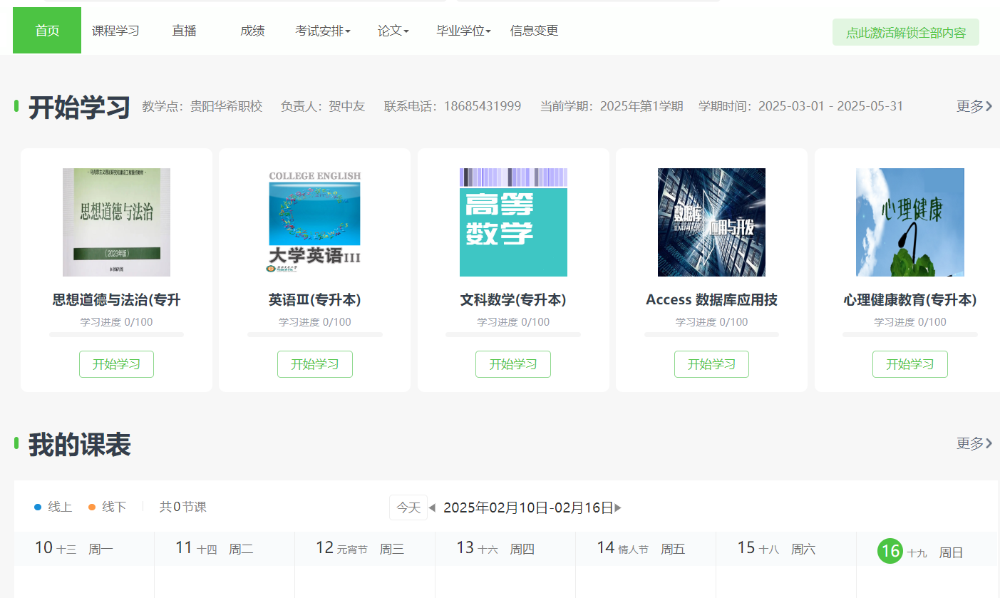 首页 课程学习 直播 成绩 考试安排 论文 毕业学位 信息变更 点此激活解锁全部内容
开始学习 教学点：贵阳华希职校 负责人：贺中友 联系电话：18685431999 当前学期：2025年第1学期 学期时间：2025-03-01 - 2025-05-31 更多
思想道德与法治
（2023年版）
COLLEGE ENGLISH
大学英语III
高等
数学
数据库
应用与开发
心理健康
思想道德与法治(专升 英语III(专升本) 文科数学(专升本) Access 数据库应用技 心理健康教育(专升本)
学习进度 0/100 学习进度 0/100 学习进度 0/100 学习进度 0/100 学习进度 0/100
开始学习 开始学习 开始学习 开始学习 开始学习
我的课表 更多
线上 线下 共0节课 今天 2025年02月10日-02月16日
10 十三 周一 11 十四 周二 12 元宵节 周三 13 十六 周四 14 情人节 周五 15 十八 周六 16 十九 周日